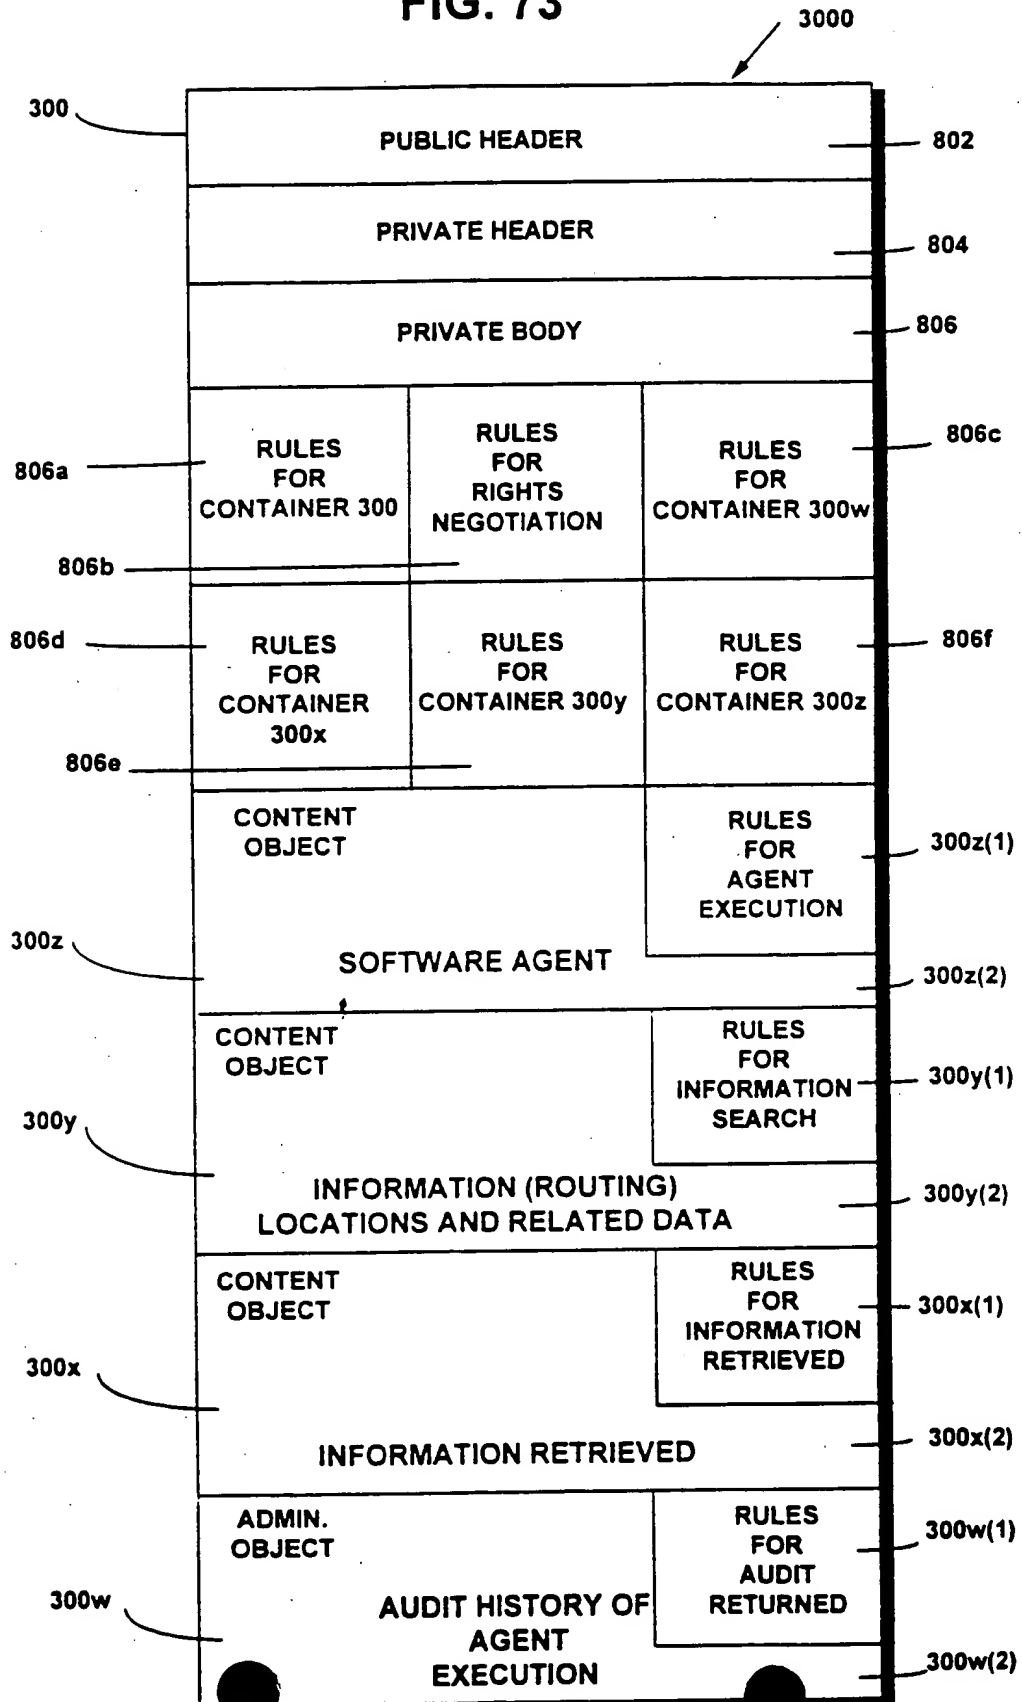 FIG. 73
3000
300
PUBLIC HEADER
802
PRIVATE HEADER
804
PRIVATE BODY
806
806a
RULES
FOR
CONTAINER 300
RULES
FOR
RIGHTS
NEGOTIATION
RULES
FOR
CONTAINER 300w
806c
806b
806d
RULES
FOR
CONTAINER
300x
RULES
FOR
CONTAINER 300y
RULES
FOR
CONTAINER 300z
806f
806e
CONTENT
OBJECT
RULES
FOR
AGENT
EXECUTION
300z(1)
300z
SOFTWARE AGENT
300z(2)
CONTENT
OBJECT
RULES
FOR
INFORMATION
SEARCH
300y(1)
300y
INFORMATION (ROUTING)
LOCATIONS AND RELATED DATA
300y(2)
CONTENT
OBJECT
RULES
FOR
INFORMATION
RETRIEVED
300x(1)
300x
INFORMATION RETRIEVED
300x(2)
ADMIN.
OBJECT
RULES
FOR
AUDIT
RETURNED
300w(1)
300w
AUDIT HISTORY OF
AGENT
EXECUTION
300w(2)